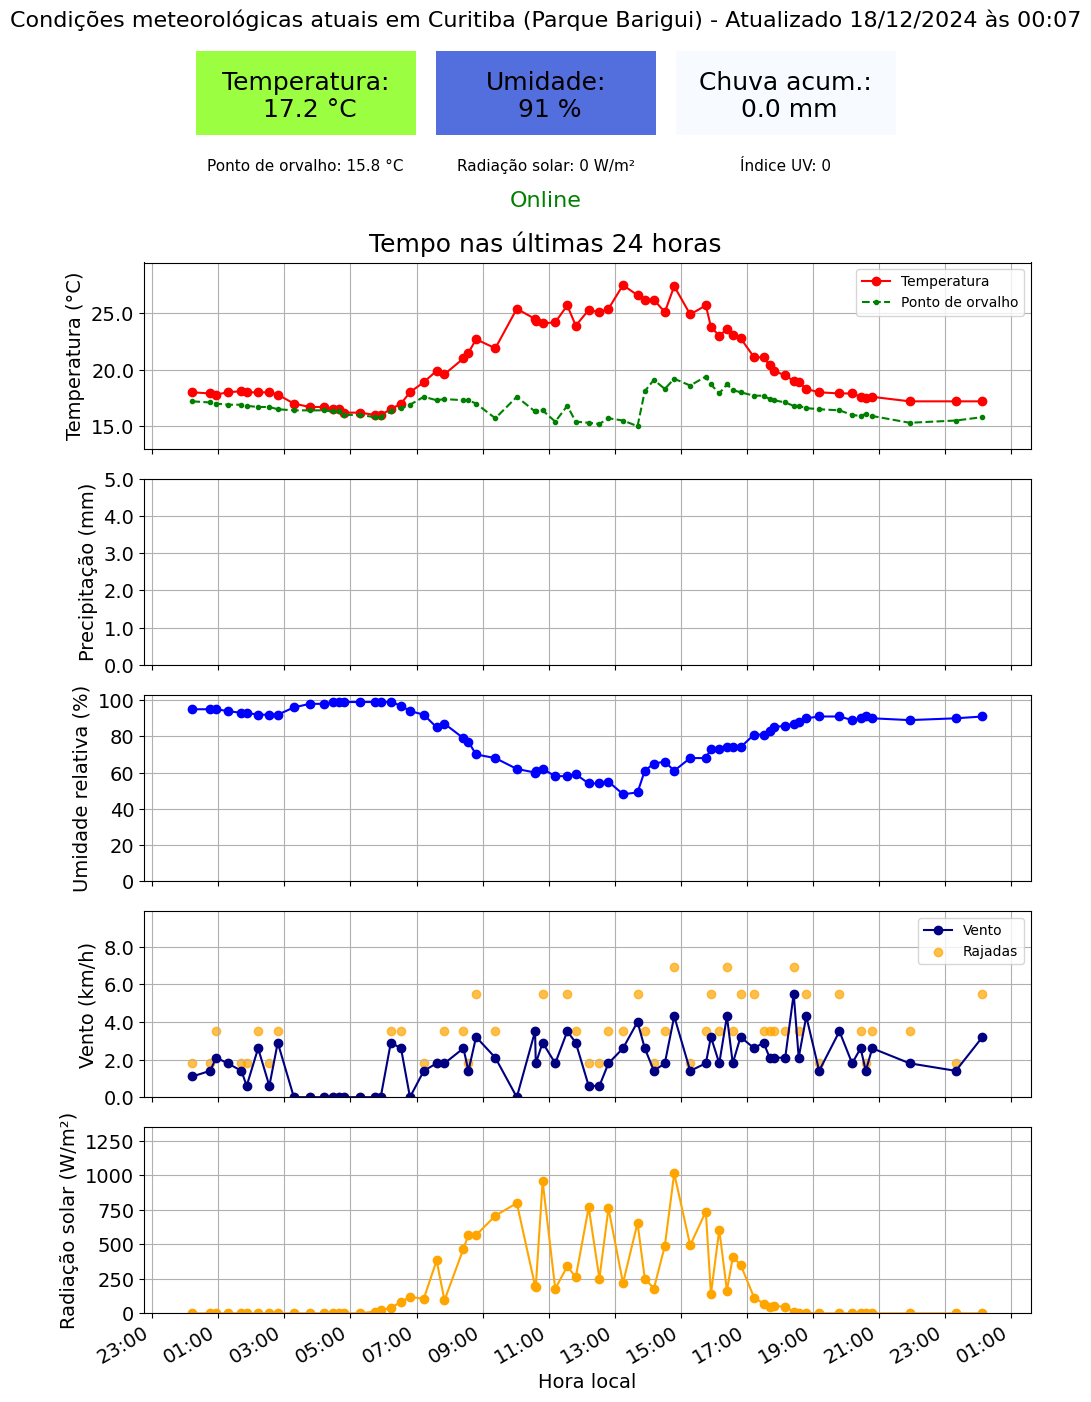 Condições meteorológicas atuais em Curitiba (Parque Barigui) - Atualizado 18/12/2024 às 00:07
Temperatura:
17.2 °C
Umidade:
91 %
Chuva acum.:
0.0 mm
Ponto de orvalho: 15.8 °C
Radiação solar: 0 W/m²
Índice UV: 0
Online
Tempo nas últimas 24 horas
Temperatura (°C)
25.0
20.0
15.0
Temperatura
Ponto de orvalho
Precipitação (mm)
5.0
4.0
3.0
2.0
1.0
0.0
Umidade relativa (%)
100
80
60
40
20
0
Vento (km/h)
8.0
6.0
4.0
2.0
0.0
Vento
Rajadas
Radiação solar (W/m²)
1250
1000
750
500
250
0
23:00 01:00 03:00 05:00 07:00 09:00 11:00 13:00 15:00 17:00 19:00 21:00 23:00 01:00
Hora local